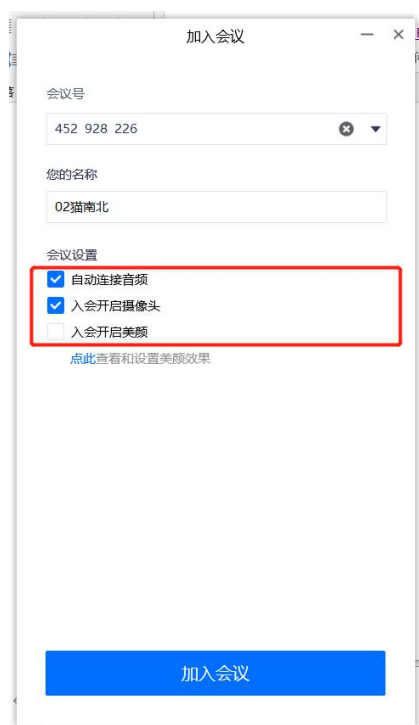 加入会议
会议号
452 928 226
您的名称
02猫南北
会议设置
自动连接音频
入会开启摄像头
入会开启美颜
点此查看和设置美颜效果
加入会议